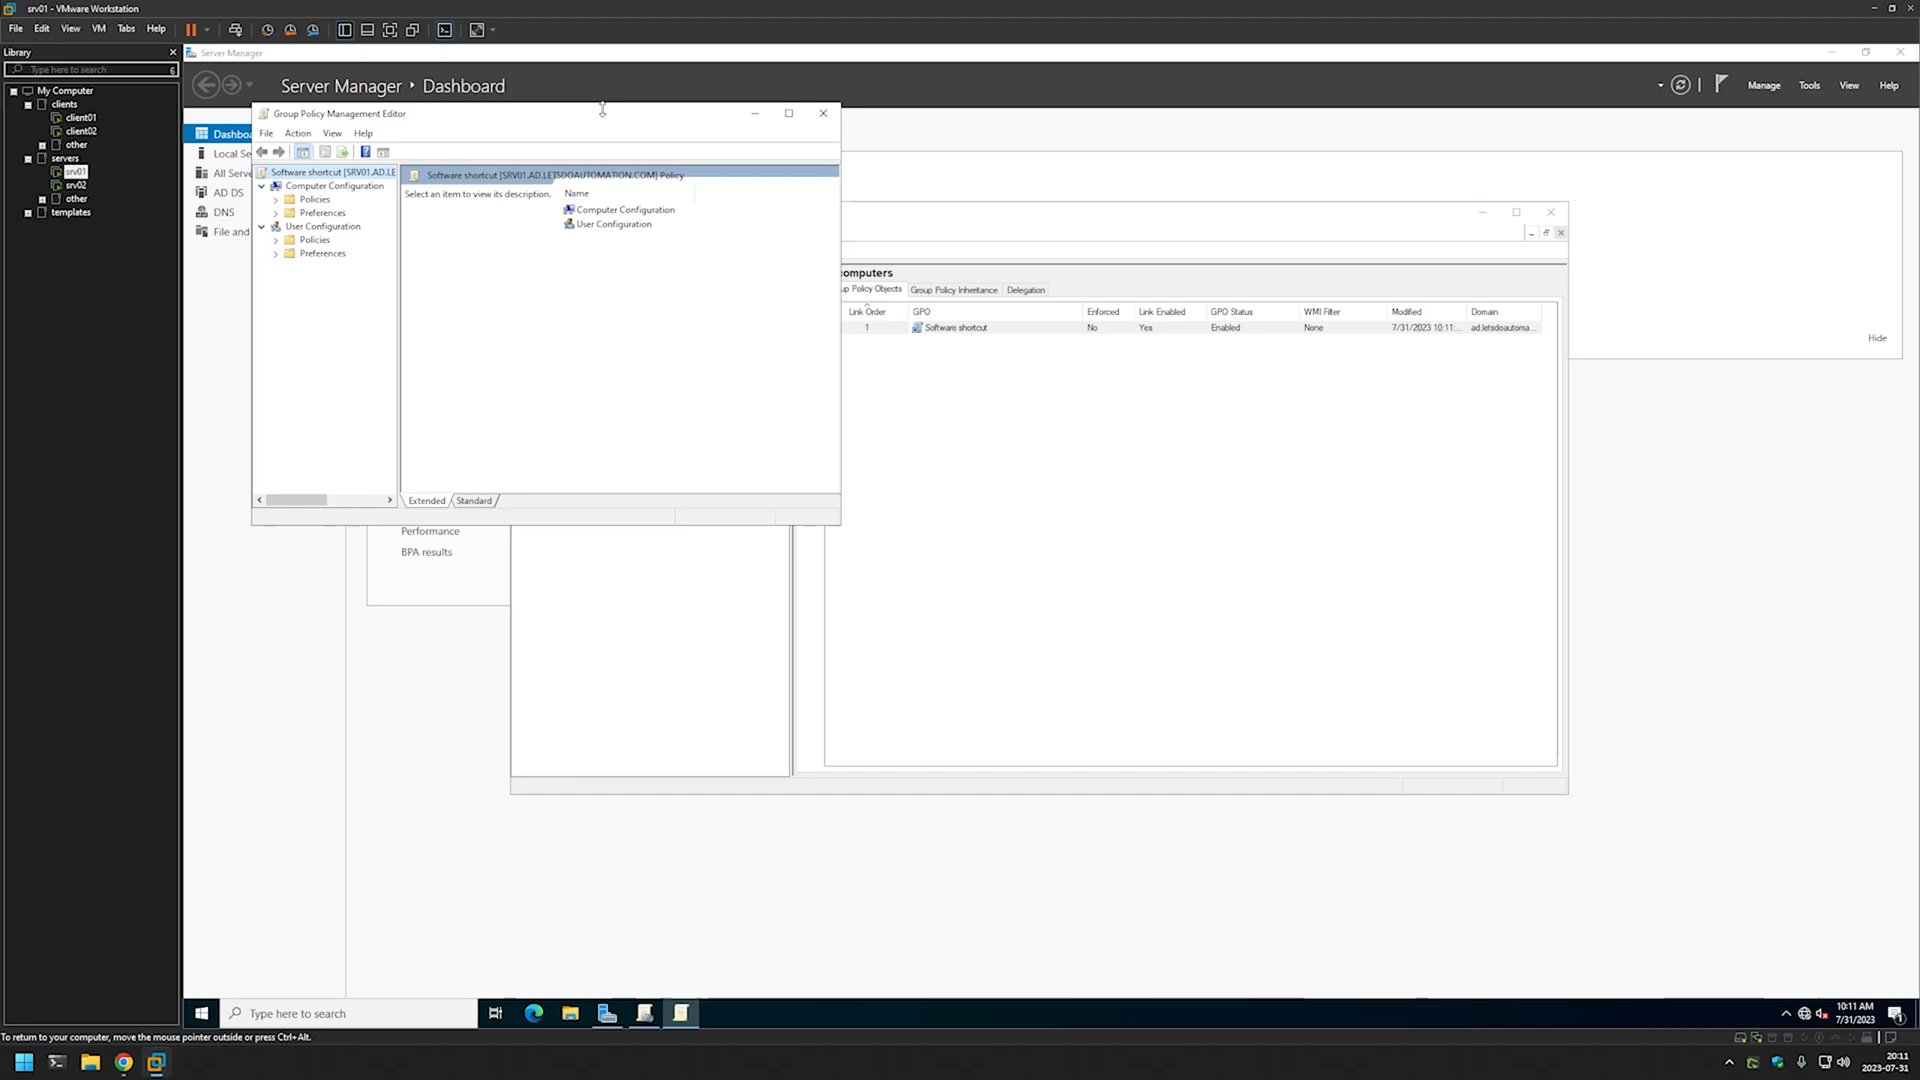 srv01 - VMware Workstation
File Edit View VM Tabs Help
Library
Type here to search
My Computer
clients
client01
client02
other
servers
srv01
srv02
other
templates
Server Manager
Server Manager Dashboard
Manage Tools View Help
Dashbo
Local Se
All Serve
AD DS
DNS
File and
Group Policy Management Editor
File Action View Help
Software shortcut [SRV01.AD.LE
Computer Configuration
Policies
Preferences
User Configuration
Policies
Preferences
Software shortcut [SRV01.AD.LETSDOAUTOMATION.COM] Policy
Select an item to view its description.
Name
Computer Configuration
User Configuration
Extended Standard
omputers
up Policy Objects Group Policy Inheritance Delegation
Link Order GPO Enforced Link Enabled GPO Status WMI Filter Modified Domain
1 Software shortcut No Yes Enabled None 7/31/2023 10:11:... ad.letsdoautoma...
Hide
Performance
BPA results
Type here to search
10:11 AM
7/31/2023
1
To return to your computer, move the mouse pointer outside or press Ctrl+Alt.
20:11
2023-07-31